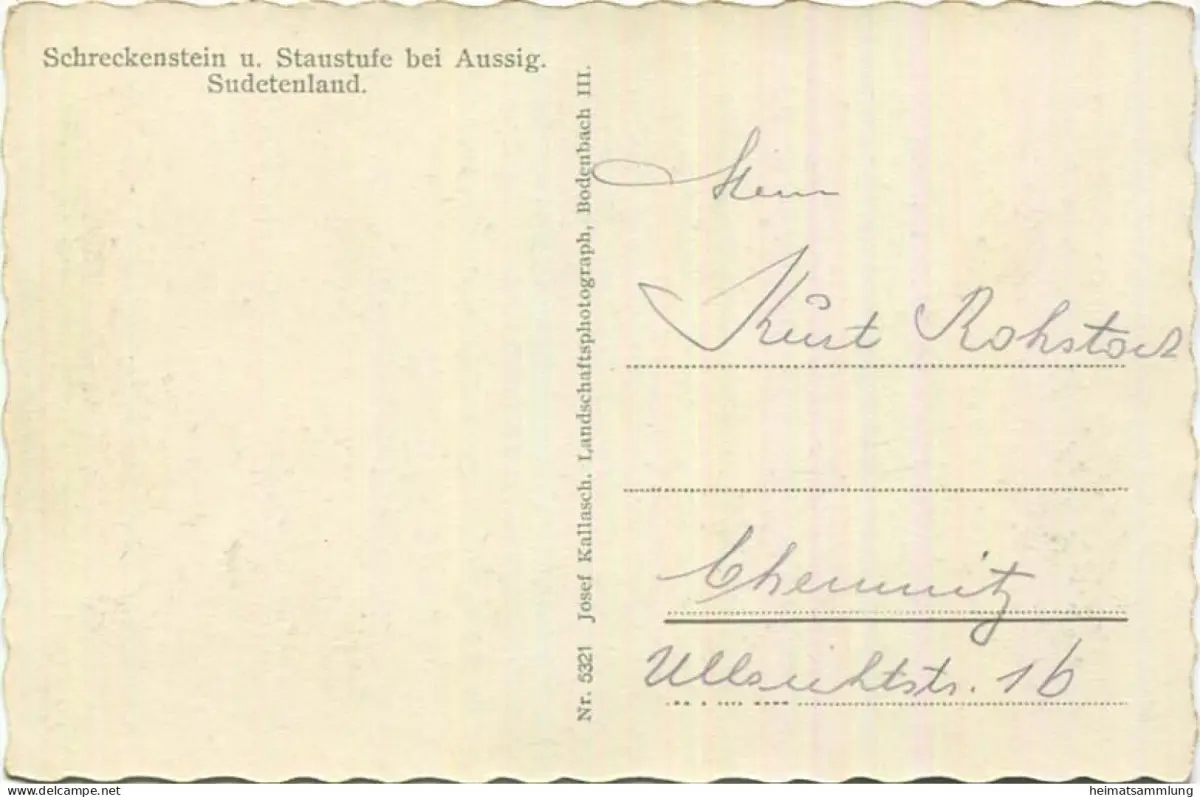 Schreckenstein u. Staustufe bei Aussig.
Sudetenland.
Nr. 5321 Josef Kallasch, Landschaftsphotograph, Bodenbach III.
Herrn
Kurt Rohstock
Chemnitz
16
www.delcampe.net
heimatsammlung